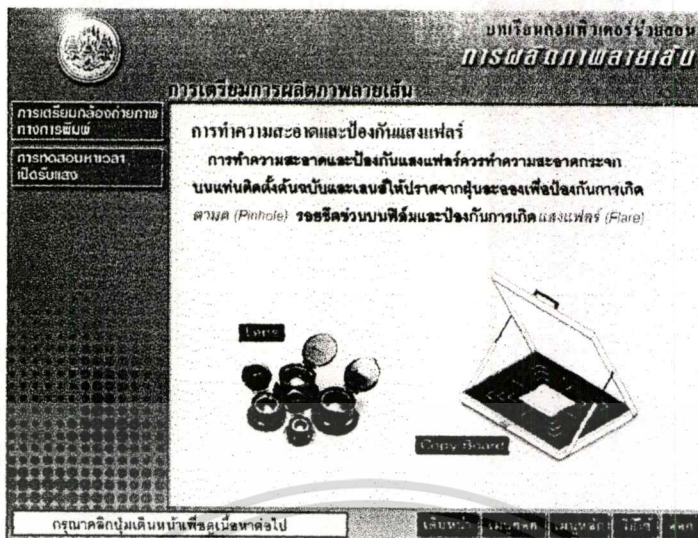 บทเรียนคอมพิวเตอร์ช่วยสอน
การผลิตภาพลายเส้น
การเตรียมการผลิตภาพลายเส้น
การเตรียมกล้องถ่ายภาพ
ทางการพิมพ์
การทดสอบหาเวลา
เปิดรับแสง
การทำความสะอาดและป้องกันแสงแฟลร์
การทำความสะอาดและป้องกันแสงแฟลร์ควรทำความสะอาดกระจก
บนแท่นติดตั้งต้นฉบับและเลนส์ให้ปราศจากฝุ่นละอองเพื่อป้องกันการเกิด
ตามด (Pinhole) รอยขีดข่วนบนฟิล์มและป้องกันการเกิดแสงแฟลร์ (Flare)
Lens
Copy Board
กรุณาคลิกปุ่มเดินหน้าเพื่อดูเนื้อหาต่อไป
เดินหน้า เมนูหลัก วิธีใช้